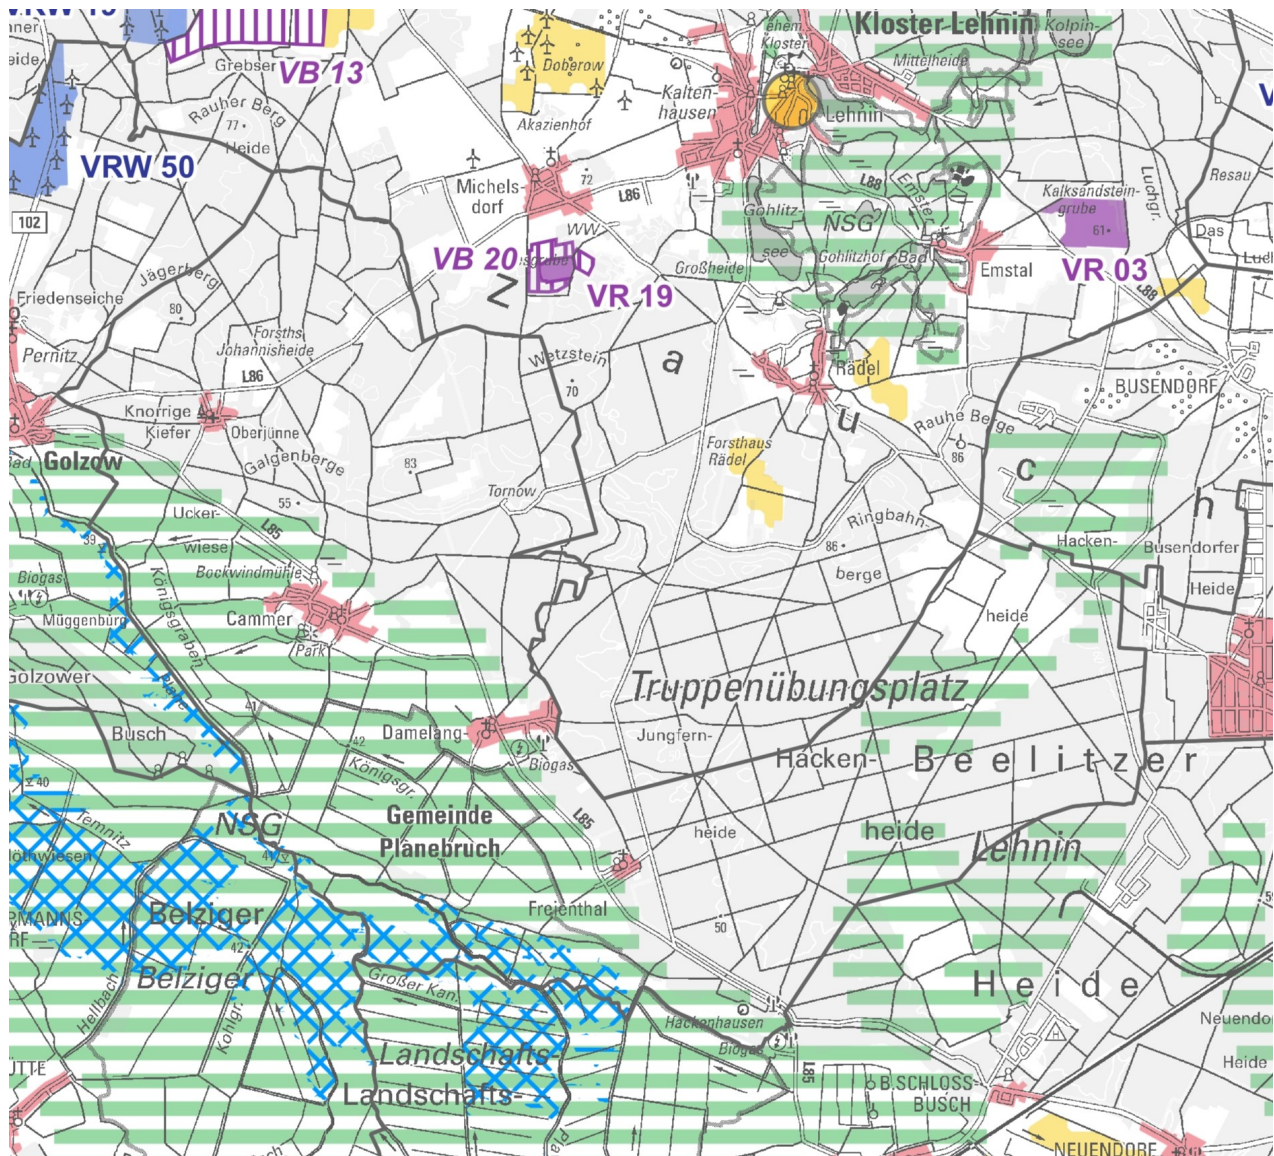 Kloster Lehnin
Kolpin-
see
ehem.
Kloster
Grebser
VB 13
Doberow
Mittelheide
Kalten-
hausen
Rauher Berg
77
Heide
Akazienhof
Lehnin
VRW 50
Michels-
dorf
72
L86
L88
Emster
Kalksandstein-
grube
61
Luchgr.
Resau
102
Gohlitz-
see
NSG
Das
WW
VB 20
VR 19
Großheide
Gohlitzhof
Bad
Emstal
VR 03
L88
Jägerberg
Friedenseiche
80
Z
a
u
c
h
Forsths.
Johannisheide
Pernitz
L86
Wetzstein
70
Rädel
BUSENDORF
Knorrige
Kiefer
Oberjünne
Rauhe Berge
86
Golzow
Bad
Galgenberge
83
Forsthaus
Rädel
Tornow
55
Ucker-
wiese
L85
Ringbahn-
berge
86
Hacken-
heide
Busendorfer
Heide
39
Bockwindmühle
Biogas
Müggenburg
Königsgraben
Cammer
Park
Golzower
Busch
Plane
41
Truppenübungsplatz
Damelang
42
Königsgr.
Biogas
Jungfern-
heide
Hacken-
heide
Beelitzer
40
Temnitz
NSG
Gemeinde
Planebruch
L85
41
Lehnin
Belziger
Freienthal
50
42
Belziger
Großer Kan.
Heide
Hellbach
Kohlgr.
Hackenhausen
Biogas
Landschafts-
Landschafts-
L85
B.SCHLOSS-
BUSCH
Heide
NEUENDORF